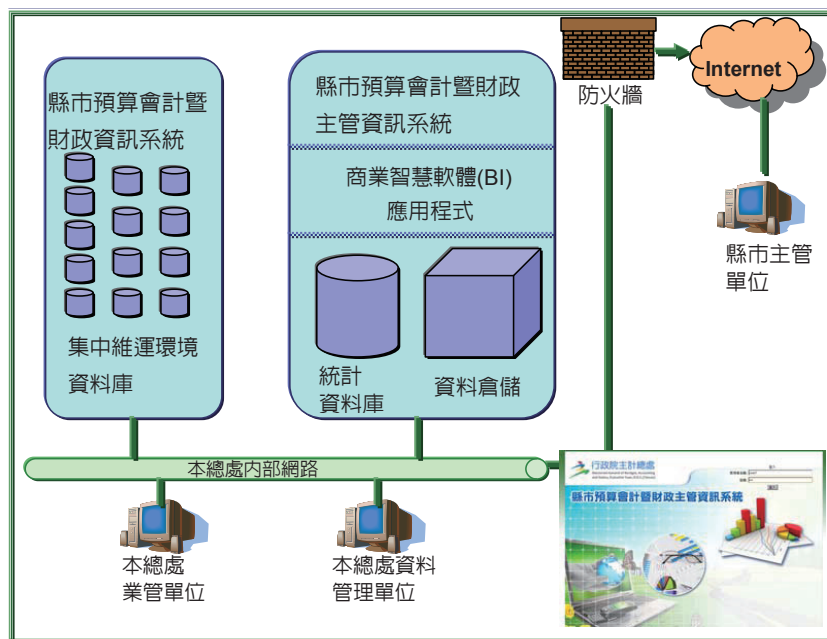 縣市預算會計暨
財政資訊系統
集中維運環境
資料庫
縣市預算會計暨財政
主管資訊系統
商業智慧軟體(BI)
應用程式
統計
資料庫
資料倉儲
防火牆
Internet
縣市主管
單位
本總處內部網路
本總處
業管單位
本總處資料
管理單位
行政院主計總處
縣市預算會計暨財政主管資訊系統